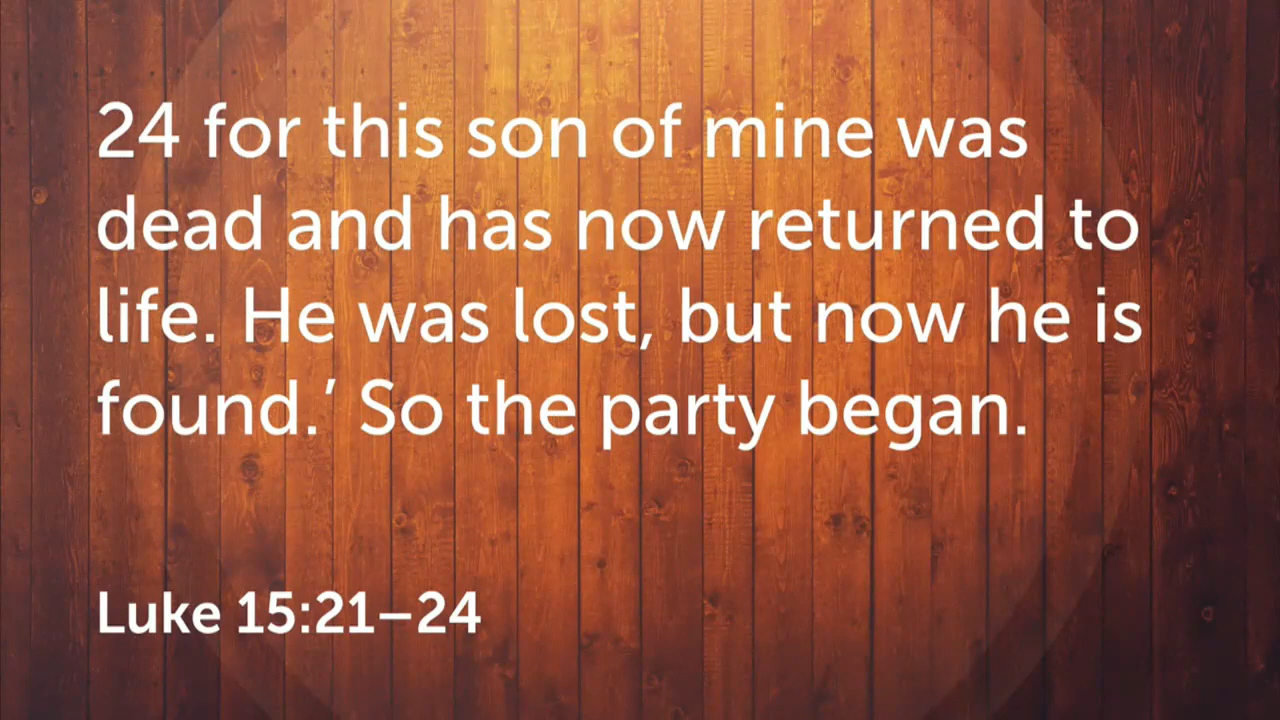 24 for this son of mine was
dead and has now returned to
life. He was lost, but now he is
found.’ So the party began.
Luke 15:21–24